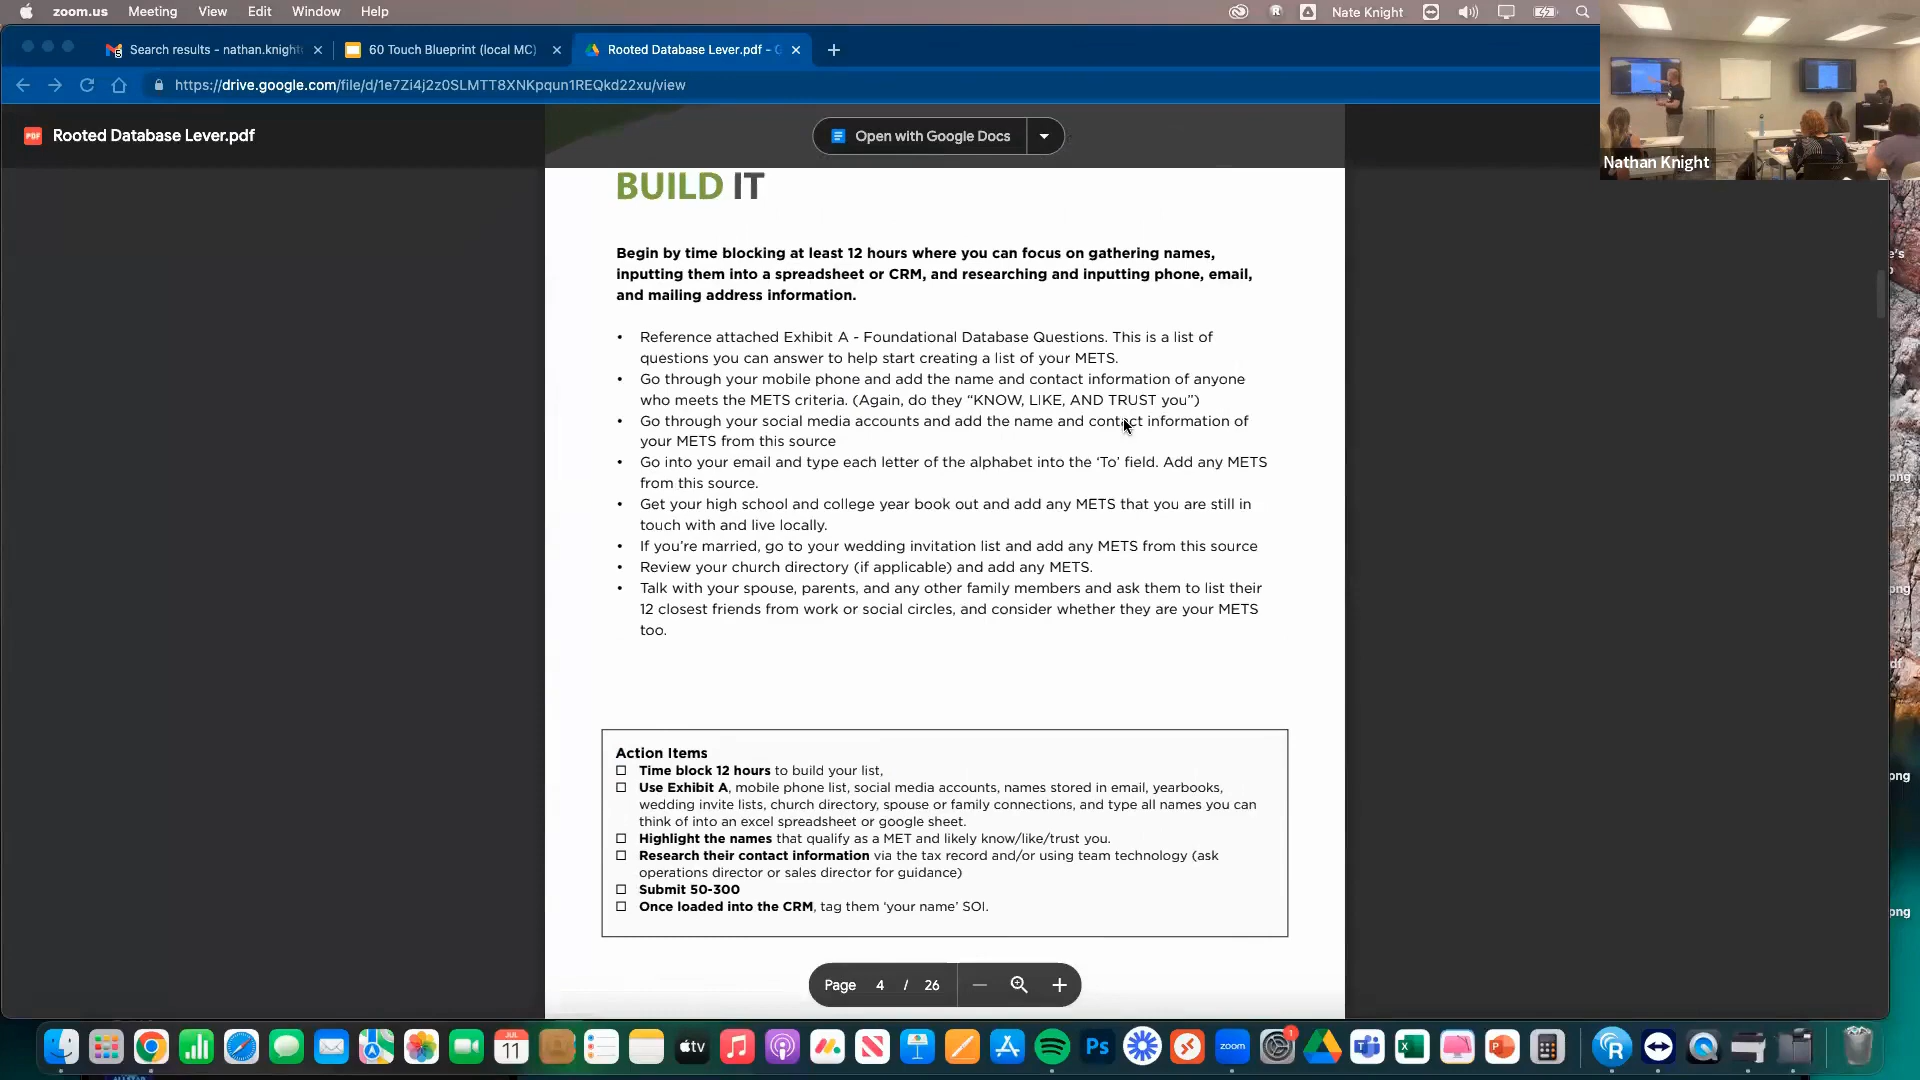 zoom.us Meeting View Edit Window Help
Nate Knight
Search results - nathan.knight
60 Touch Blueprint (local MC)
Rooted Database Lever.pdf -
https://drive.google.com/file/d/1e7Zi4j2z0SLMTT8XNKpqun1REQkd22xu/view
Nathan Knight
PDF Rooted Database Lever.pdf
Open with Google Docs
BUILD IT
Begin by time blocking at least 12 hours where you can focus on gathering names,
inputting them into a spreadsheet or CRM, and researching and inputting phone, email,
and mailing address information.
• Reference attached Exhibit A - Foundational Database Questions. This is a list of
questions you can answer to help start creating a list of your METS.
• Go through your mobile phone and add the name and contact information of anyone
who meets the METS criteria. (Again, do they “KNOW, LIKE, AND TRUST you”)
• Go through your social media accounts and add the name and contact information of
your METS from this source
• Go into your email and type each letter of the alphabet into the ‘To’ field. Add any METS
from this source.
• Get your high school and college year book out and add any METS that you are still in
touch with and live locally.
• If you’re married, go to your wedding invitation list and add any METS from this source
• Review your church directory (if applicable) and add any METS.
• Talk with your spouse, parents, and any other family members and ask them to list their
12 closest friends from work or social circles, and consider whether they are your METS
too.
Action Items
☐ Time block 12 hours to build your list,
☐ Use Exhibit A, mobile phone list, social media accounts, names stored in email, yearbooks,
wedding invite lists, church directory, spouse or family connections, and type all names you can
think of into an excel spreadsheet or google sheet.
☐ Highlight the names that qualify as a MET and likely know/like/trust you.
☐ Research their contact information via the tax record and/or using team technology (ask
operations director or sales director for guidance)
☐ Submit 50-300
☐ Once loaded into the CRM, tag them ‘your name’ SOI.
Page 4 / 26
png
png
png
png
JUL
11
tv
Ps
zoom
1